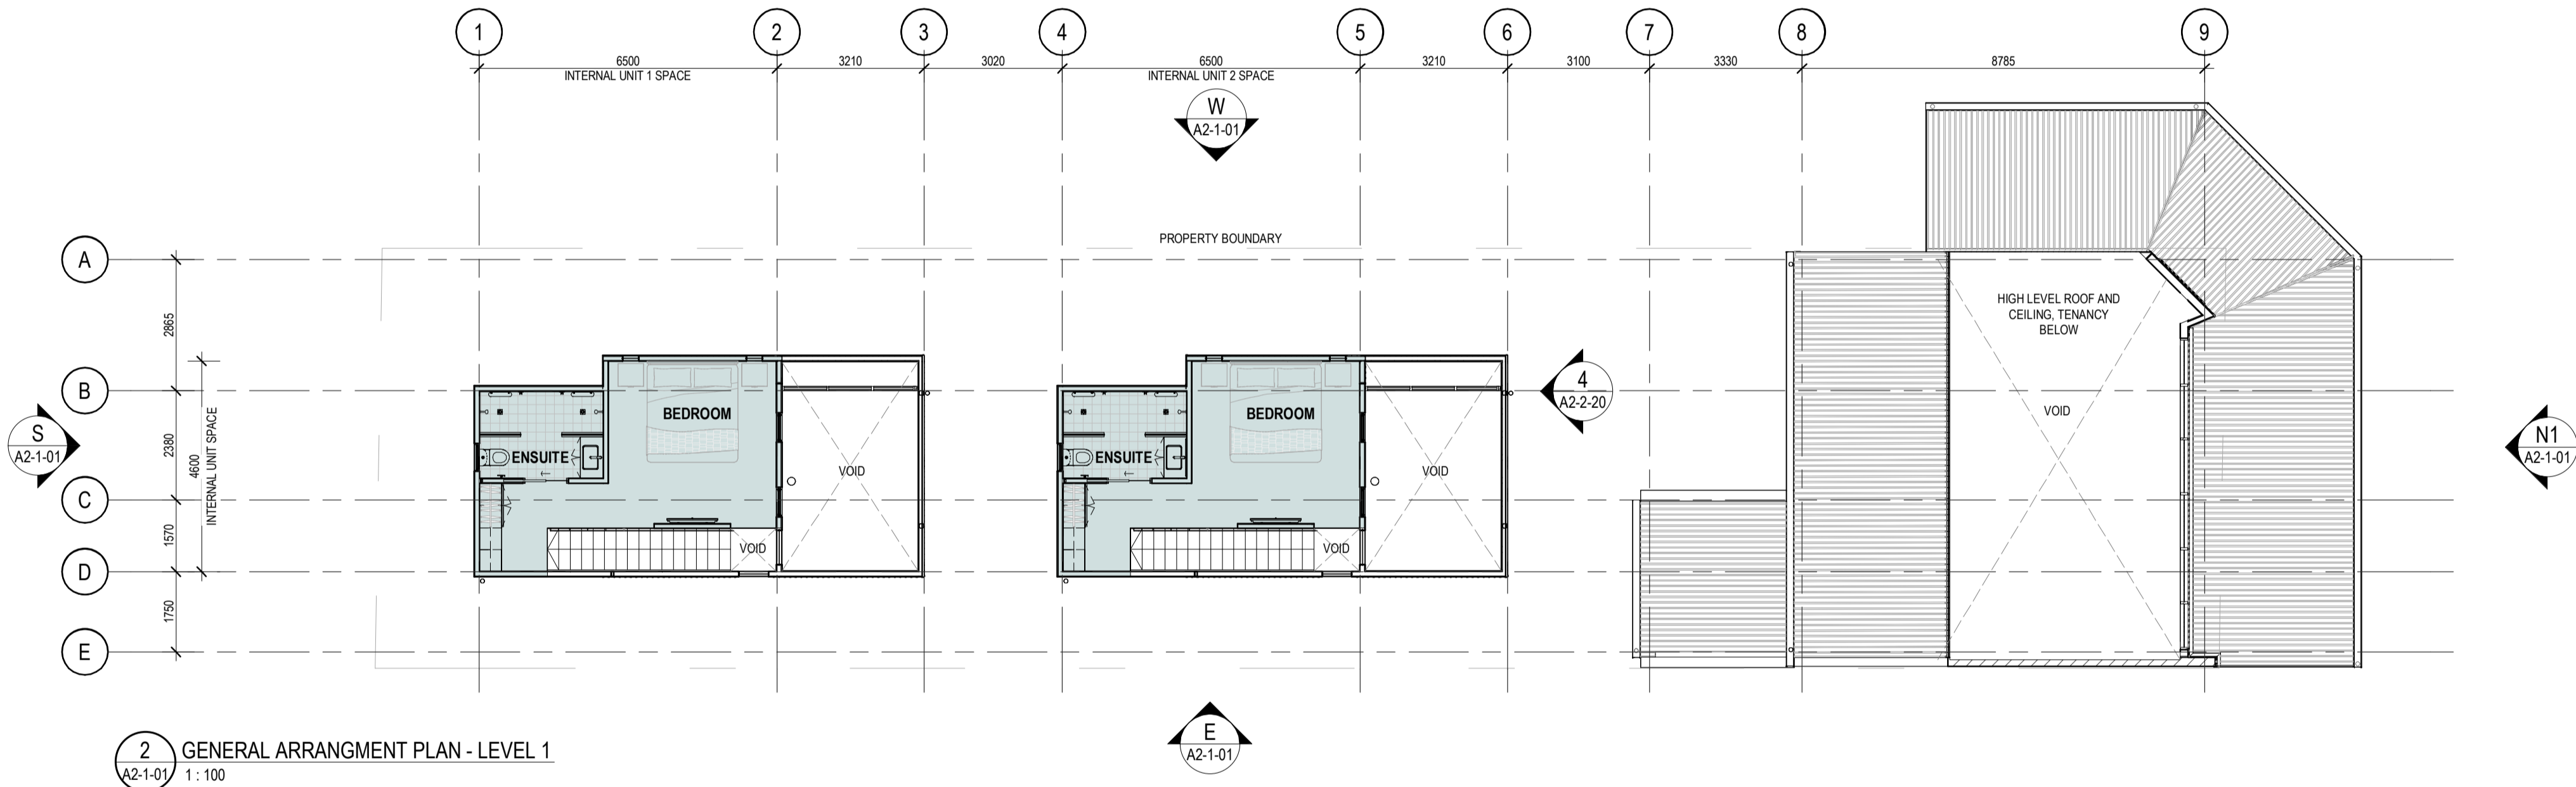 1
2
3
4
5
6
7
8
9
6500
3210
3020
6500
3210
3100
3330
8785
INTERNAL UNIT 1 SPACE
INTERNAL UNIT 2 SPACE
W
A2-1-01
PROPERTY BOUNDARY
A
B
C
D
E
2865
2380
1570
1750
4600
INTERNAL UNIT SPACE
S
A2-1-01
BEDROOM
ENSUITE
VOID
VOID
BEDROOM
ENSUITE
VOID
VOID
4
A2-2-20
HIGH LEVEL ROOF AND
CEILING, TENANCY
BELOW
VOID
N1
A2-1-01
E
A2-1-01
2
A2-1-01
GENERAL ARRANGMENT PLAN - LEVEL 1
1 : 100